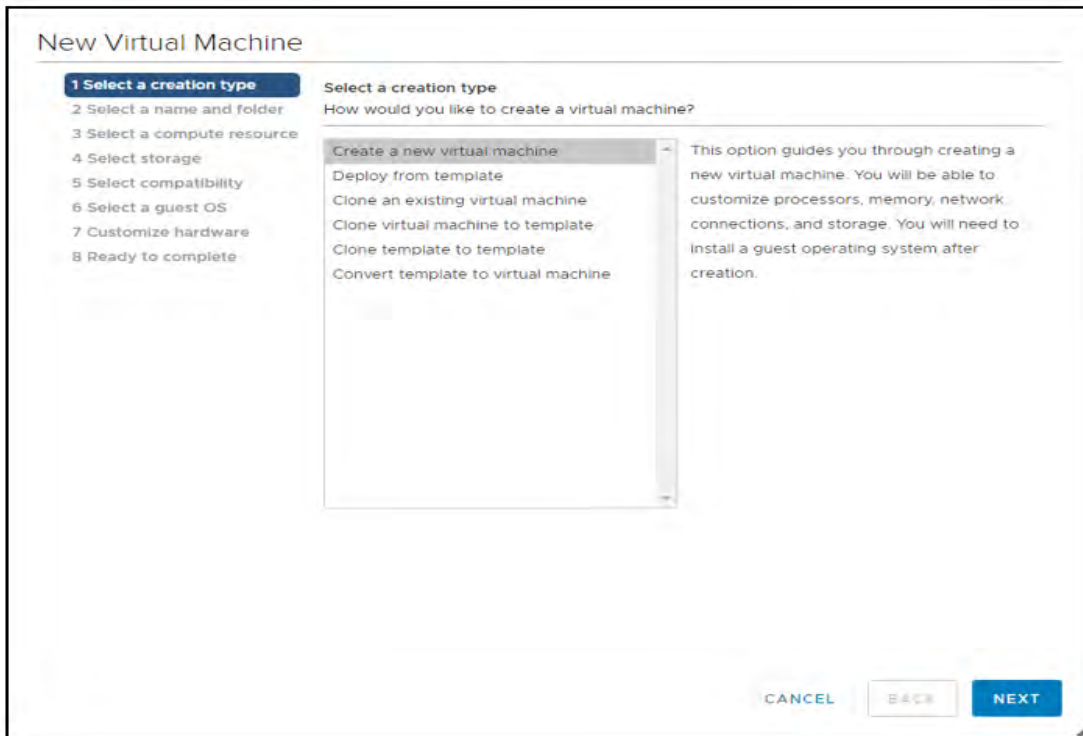 New Virtual Machine
1 Select a creation type
2 Select a name and folder
3 Select a compute resource
4 Select storage
5 Select compatibility
6 Select a guest OS
7 Customize hardware
8 Ready to complete
Select a creation type
How would you like to create a virtual machine?
Create a new virtual machine
Deploy from template
Clone an existing virtual machine
Clone virtual machine to template
Clone template to template
Convert template to virtual machine
This option guides you through creating a
new virtual machine. You will be able to
customize processors, memory, network
connections, and storage. You will need to
install a guest operating system after
creation.
CANCEL
BACK
NEXT